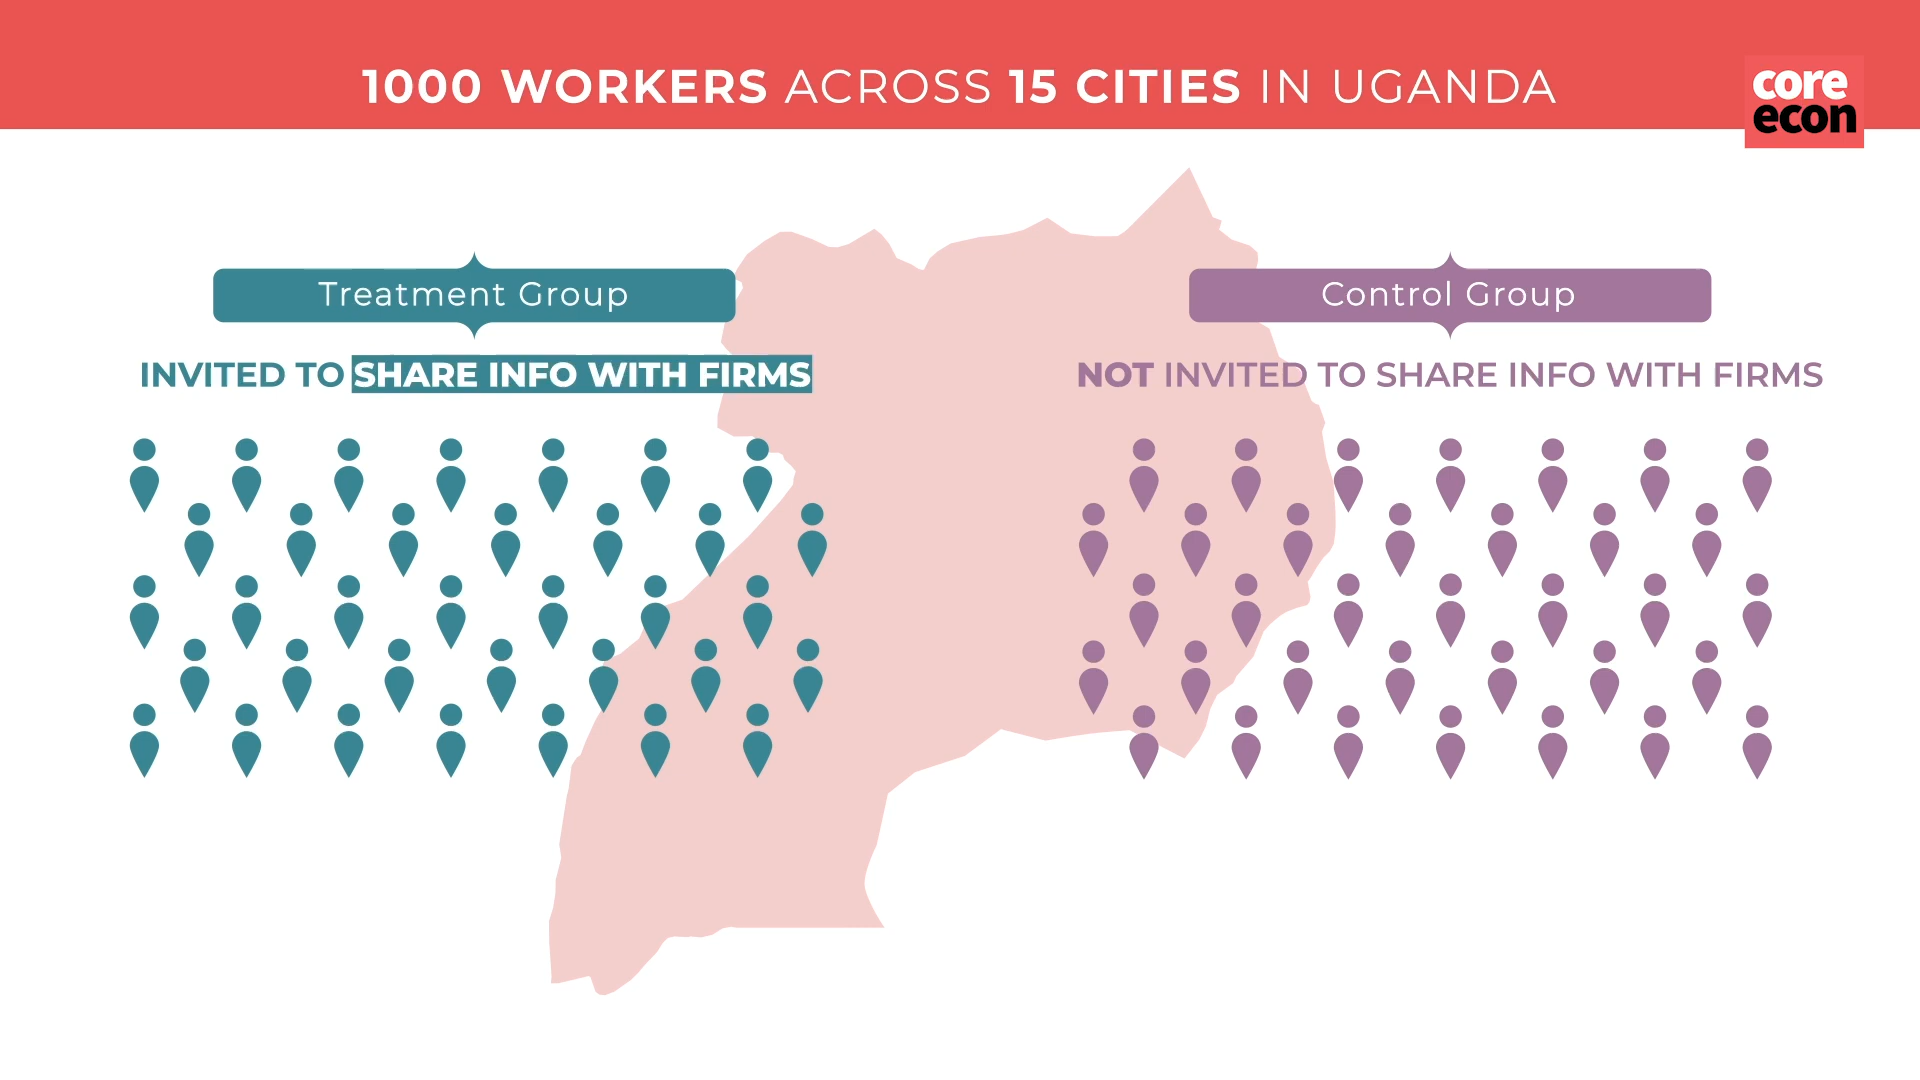 1000 WORKERS ACROSS 15 CITIES IN UGANDA
core
econ
Treatment Group
INVITED TO SHARE INFO WITH FIRMS
Control Group
NOT INVITED TO SHARE INFO WITH FIRMS